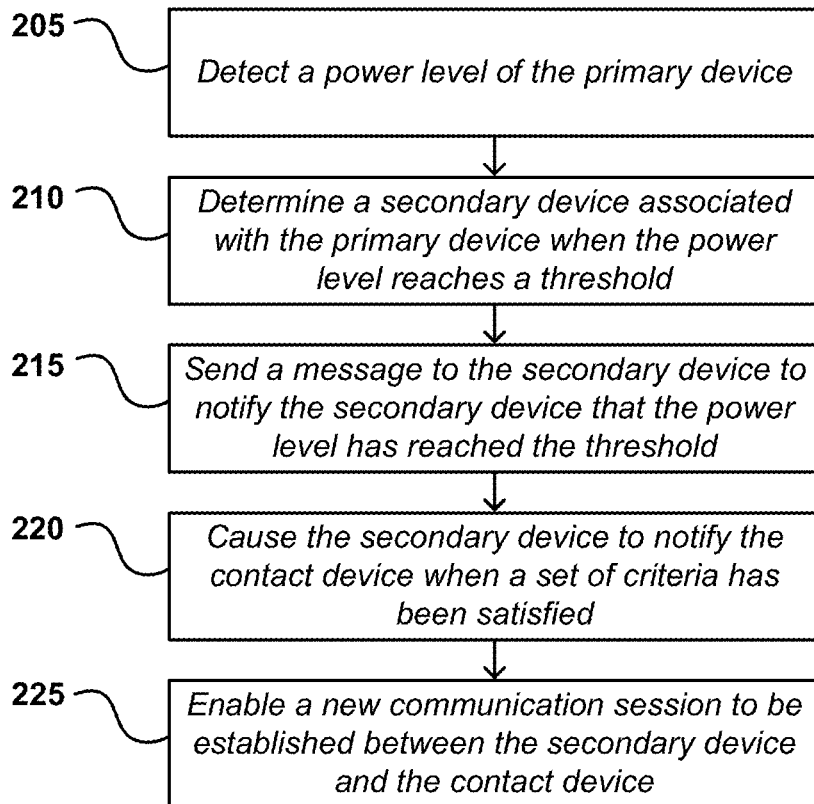 205
Detect a power level of the primary device
210
Determine a secondary device associated
with the primary device when the power
level reaches a threshold
215
Send a message to the secondary device to
notify the secondary device that the power
level has reached the threshold
220
Cause the secondary device to notify the
contact device when a set of criteria has
been satisfied
225
Enable a new communication session to be
established between the secondary device
and the contact device